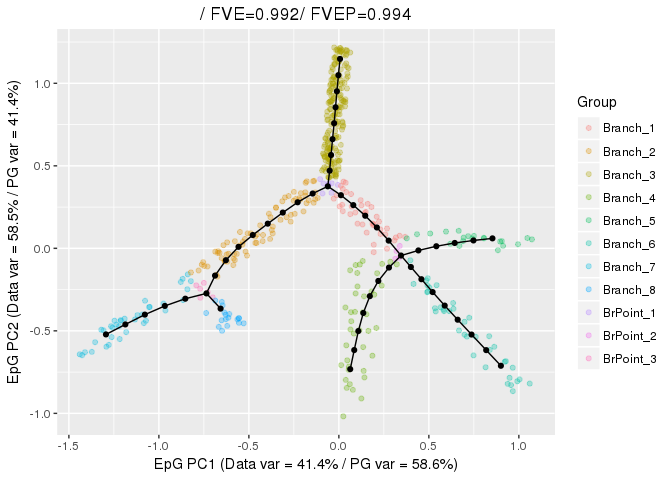 / FVE=0.992/ FVEP=0.994
EpG PC2 (Data var = 58.5% / PG var = 41.4%)
1.0
0.5
0.0
-0.5
-1.0
-1.5 -1.0 -0.5 0.0 0.5 1.0
EpG PC1 (Data var = 41.4% / PG var = 58.6%)
Group
Branch_1
Branch_2
Branch_3
Branch_4
Branch_5
Branch_6
Branch_7
Branch_8
BrPoint_1
BrPoint_2
BrPoint_3